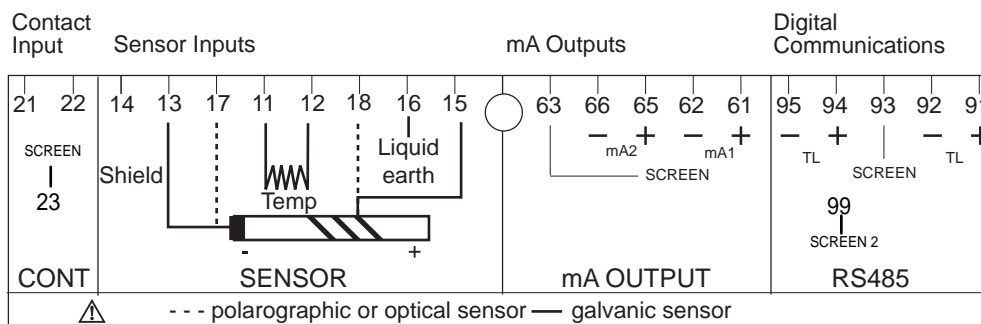 Contact Input
Sensor Inputs
mA Outputs
Digital Communications
21 22 14 13 17 11 12 18 16 15 63 66 65 62 61 95 94 93 92 91
SCREEN
23
Shield
Temp
Liquid earth
- +
- + - +
mA2 mA1
SCREEN
- + - +
TL TL
SCREEN
99
SCREEN 2
CONT SENSOR mA OUTPUT RS485
- - - polarographic or optical sensor — galvanic sensor